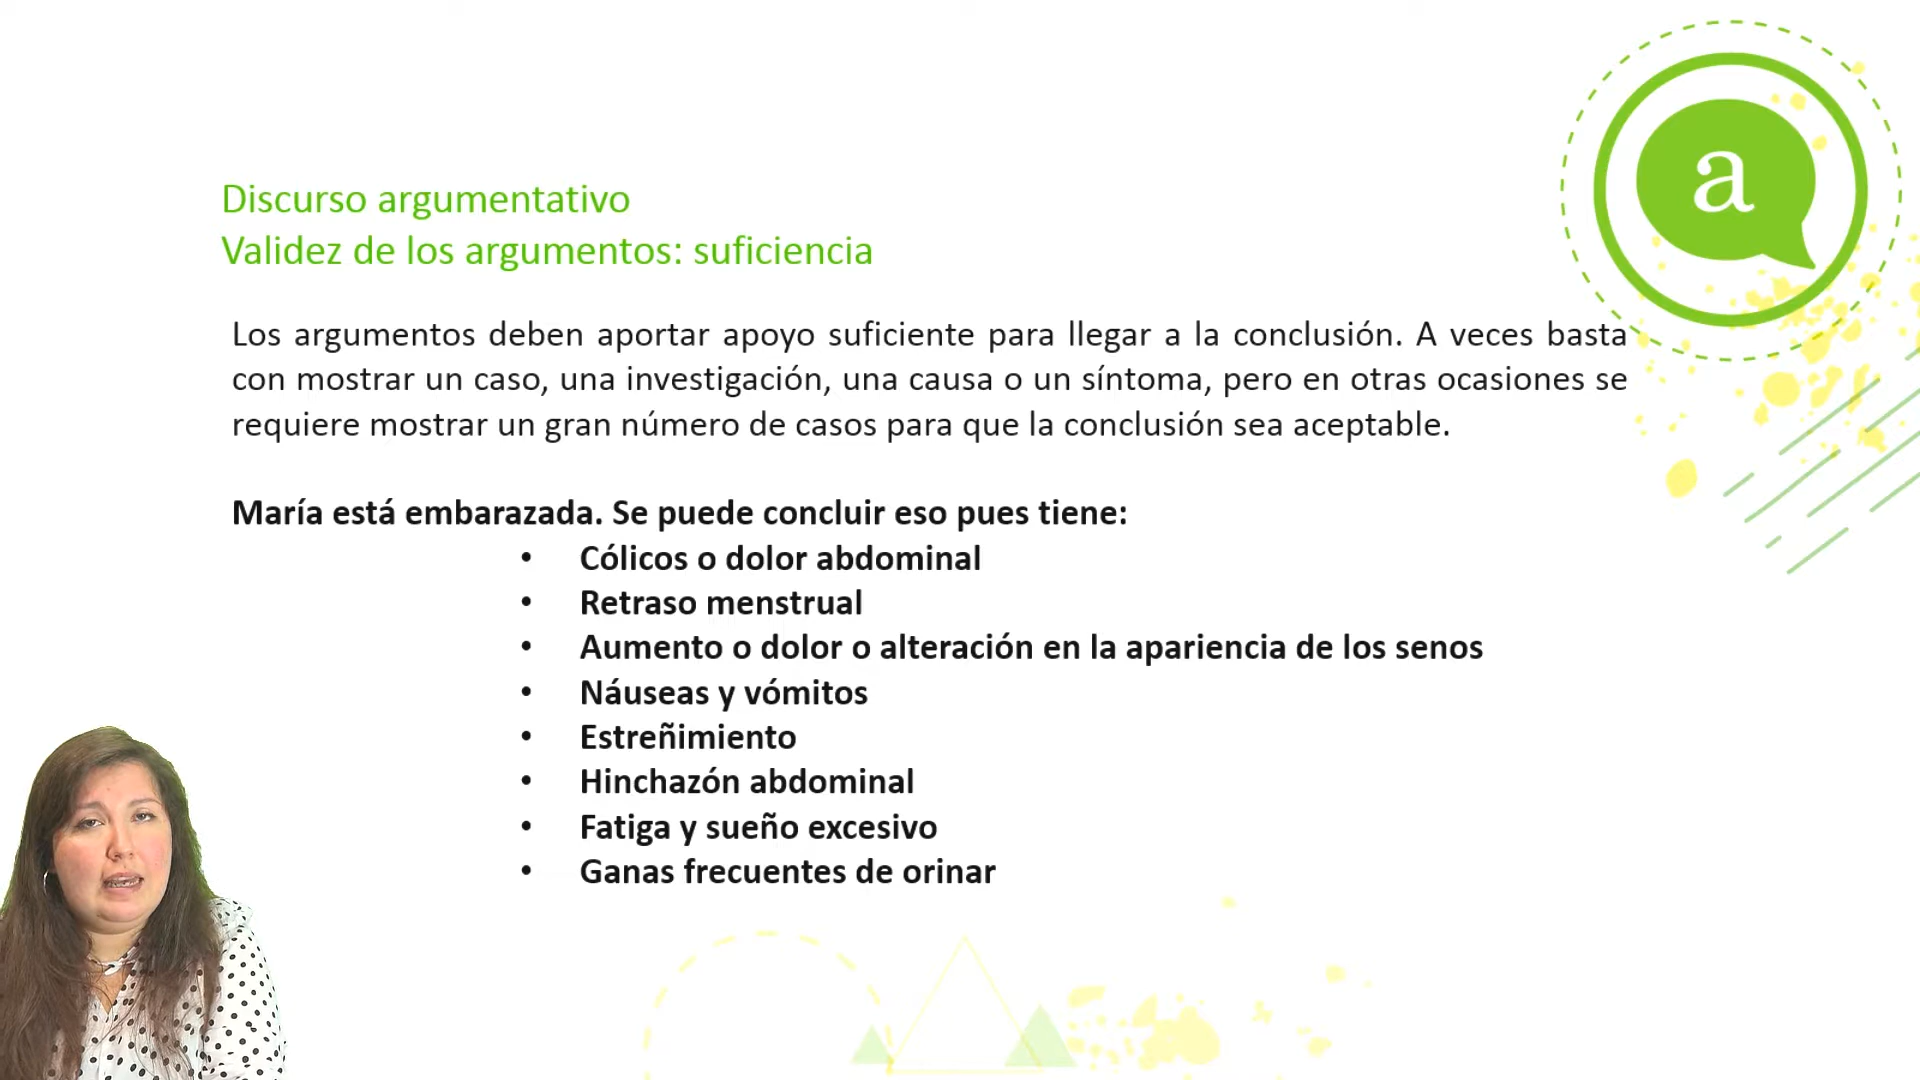 a
Discurso argumentativo
Validez de los argumentos: suficiencia
Los argumentos deben aportar apoyo suficiente para llegar a la conclusión. A veces basta
con mostrar un caso, una investigación, una causa o un síntoma, pero en otras ocasiones se
requiere mostrar un gran número de casos para que la conclusión sea aceptable.
María está embarazada. Se puede concluir eso pues tiene:
• Cólicos o dolor abdominal
• Retraso menstrual
• Aumento o dolor o alteración en la apariencia de los senos
• Náuseas y vómitos
• Estreñimiento
• Hinchazón abdominal
• Fatiga y sueño excesivo
• Ganas frecuentes de orinar